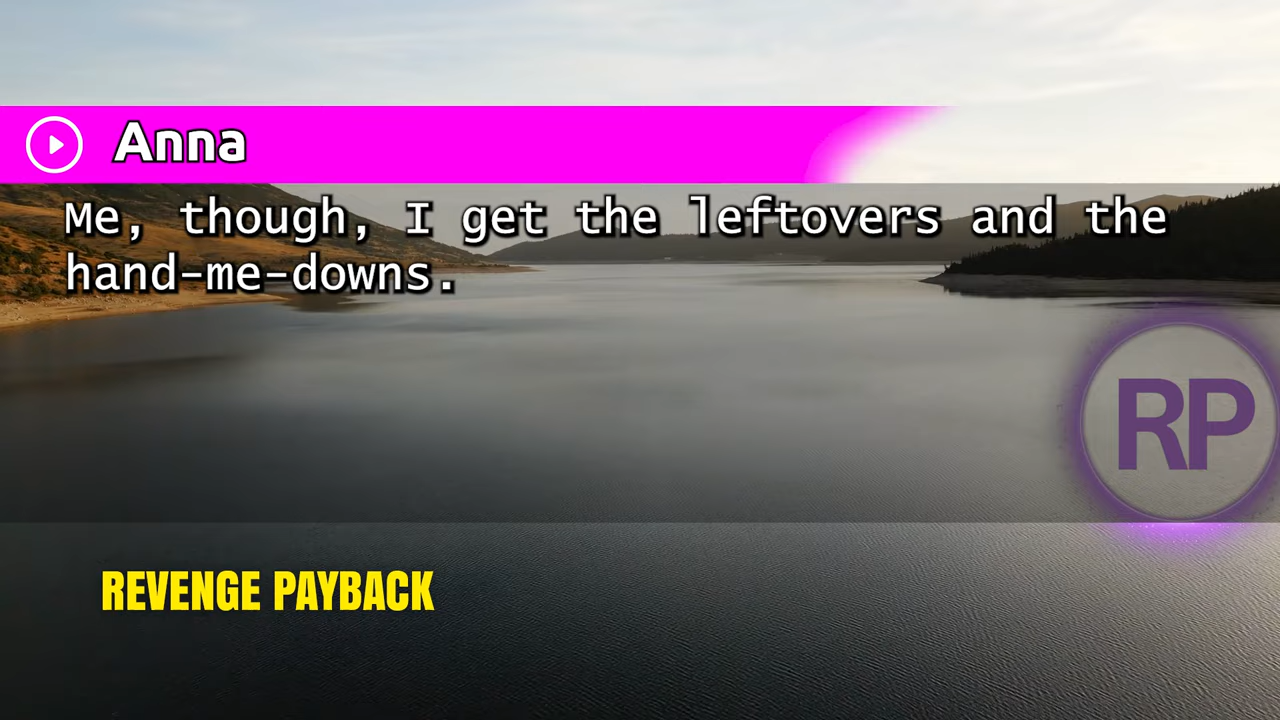 Anna
Me, though, I get the leftovers and the
hand-me-downs.
RP
REVENGE PAYBACK